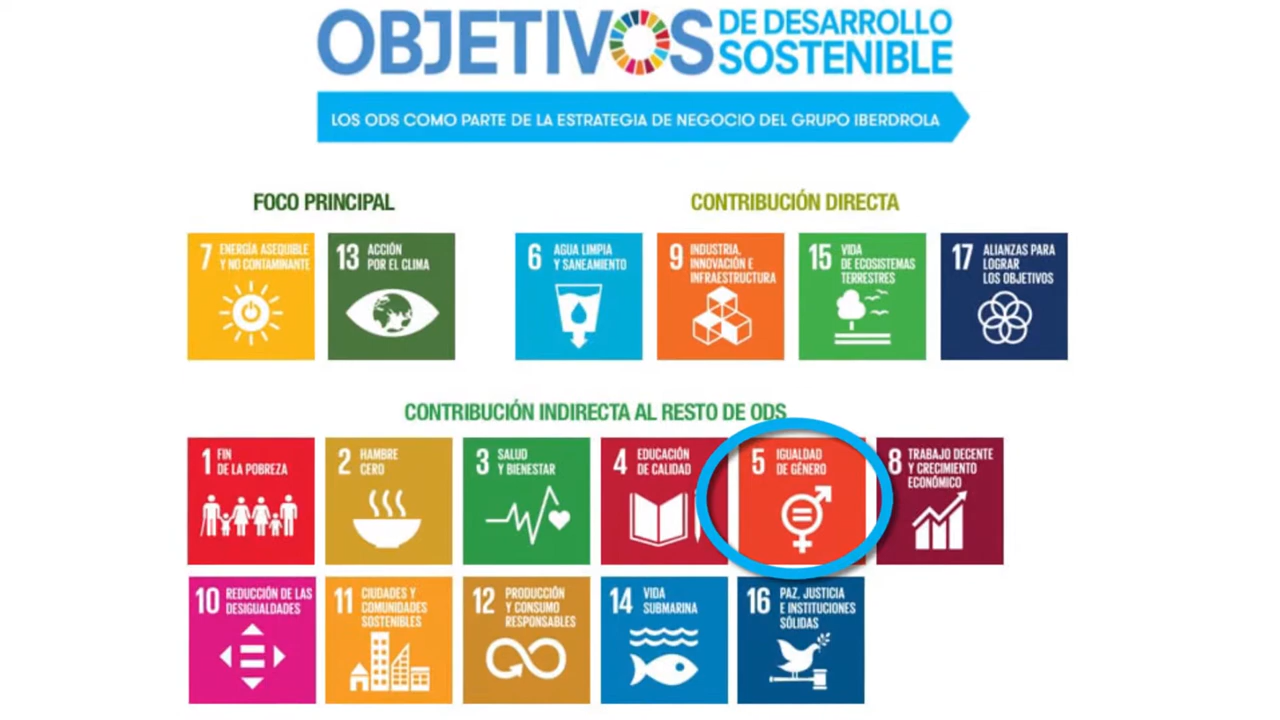 OBJETIVOS DE DESARROLLO
SOSTENIBLE
LOS ODS COMO PARTE DE LA ESTRATEGIA DE NEGOCIO DEL GRUPO IBERDROLA
FOCO PRINCIPAL
7 ENERGÍA ASEQUIBLE
Y NO CONTAMINANTE
13 ACCIÓN
POR EL CLIMA
CONTRIBUCIÓN DIRECTA
6 AGUA LIMPIA
Y SANEAMIENTO
9 INDUSTRIA,
INNOVACIÓN E
INFRAESTRUCTURA
15 VIDA
DE ECOSISTEMAS
TERRESTRES
17 ALIANZAS PARA
LOGRAR
LOS OBJETIVOS
CONTRIBUCIÓN INDIRECTA AL RESTO DE ODS
1 FIN
DE LA POBREZA
2 HAMBRE
CERO
3 SALUD
Y BIENESTAR
4 EDUCACIÓN
DE CALIDAD
5 IGUALDAD
DE GÉNERO
8 TRABAJO DECENTE
Y CRECIMIENTO
ECONÓMICO
10 REDUCCIÓN DE LAS
DESIGUALDADES
11 CIUDADES Y
COMUNIDADES
SOSTENIBLES
12 PRODUCCIÓN
Y CONSUMO
RESPONSABLES
14 VIDA
SUBMARINA
16 PAZ, JUSTICIA
E INSTITUCIONES
SÓLIDAS